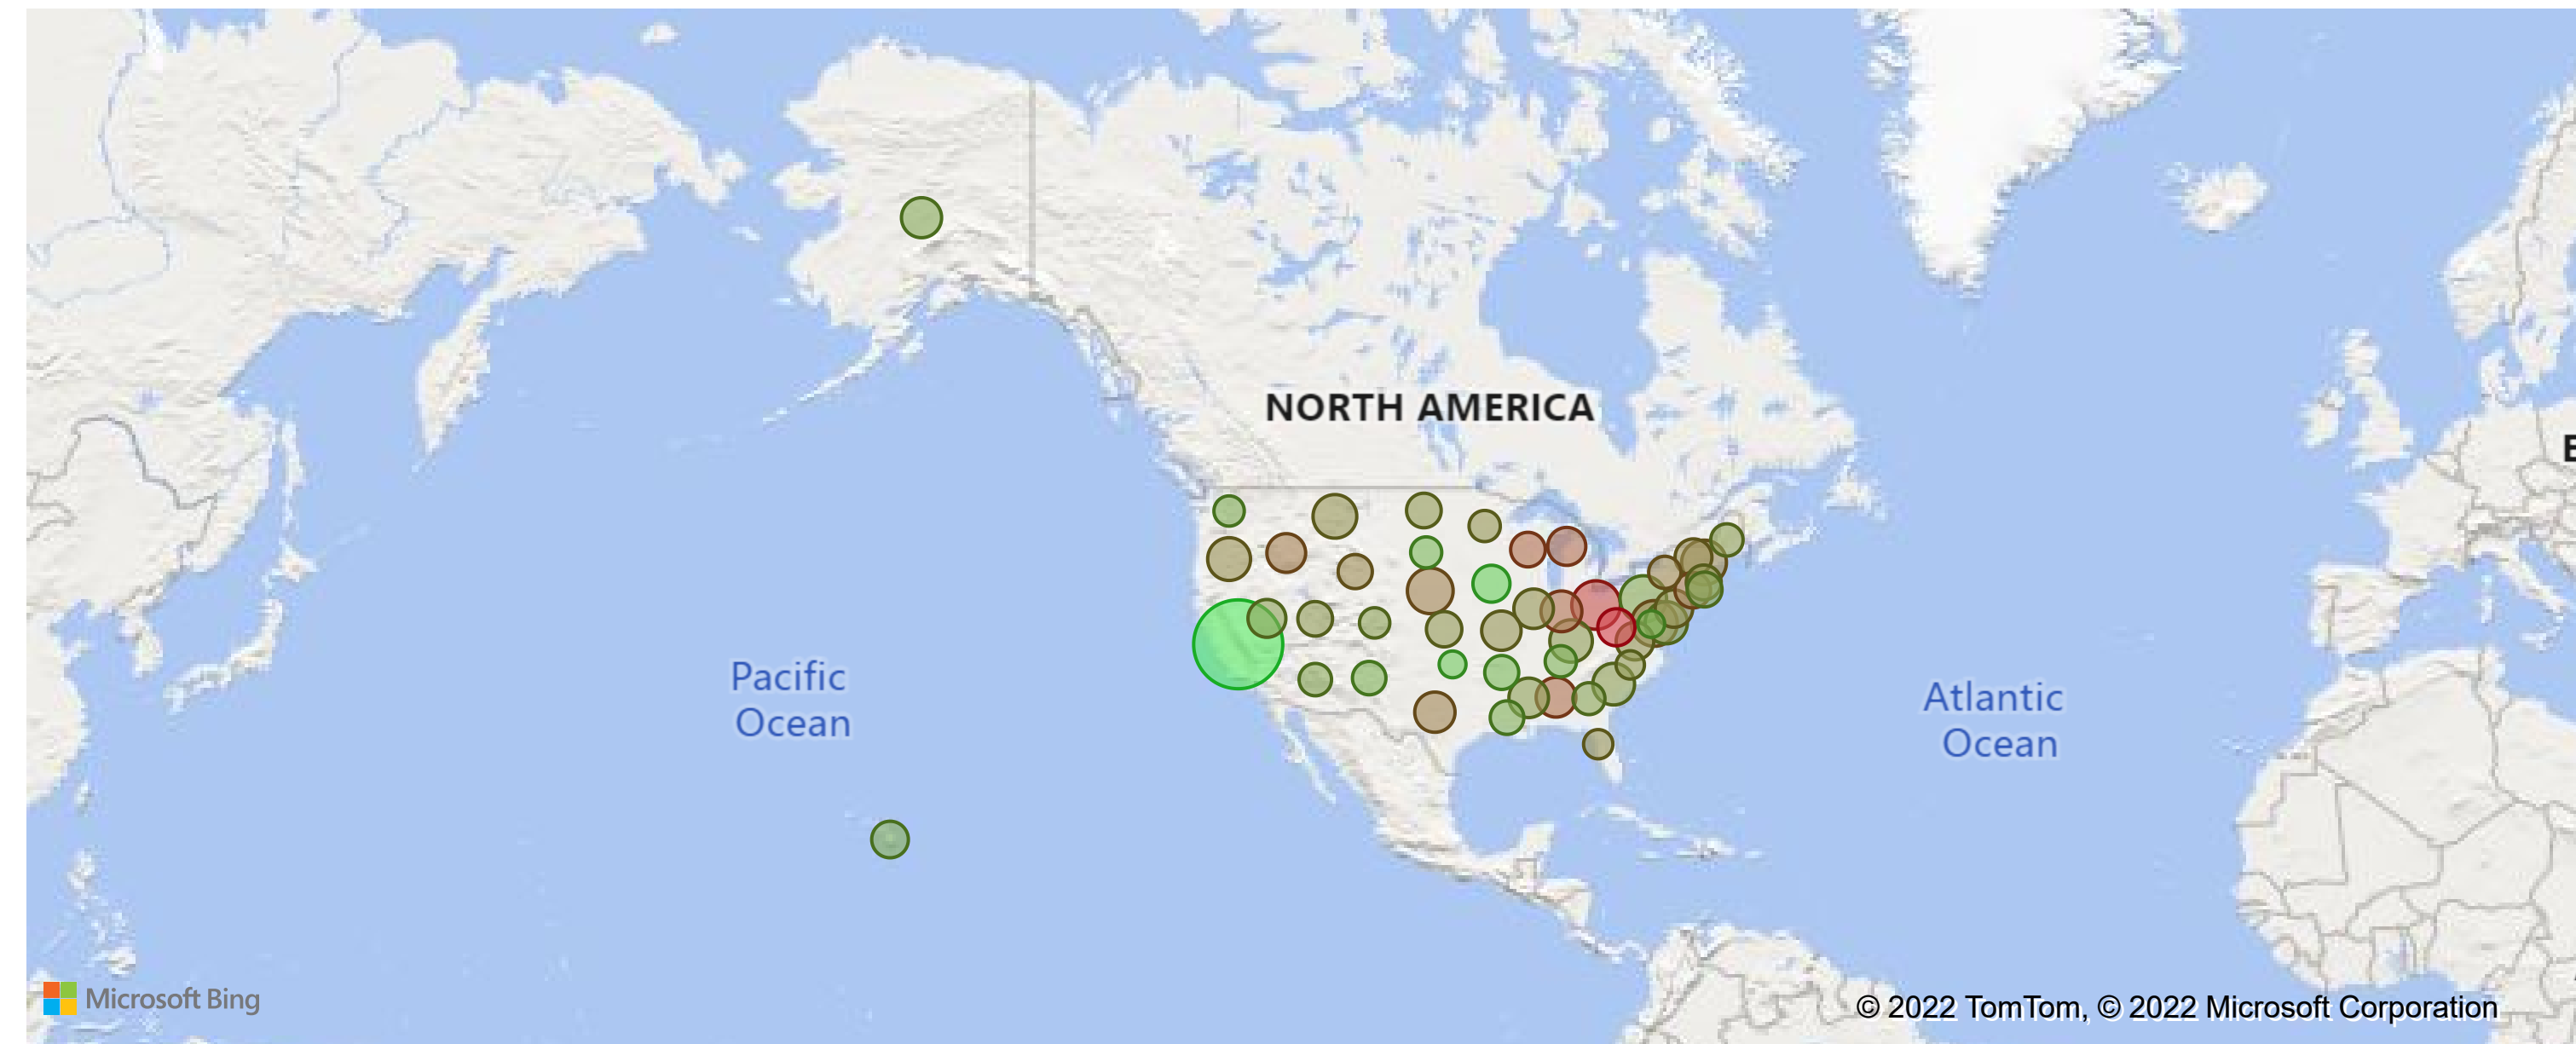 NORTH AMERICA
Pacific
Ocean
Atlantic
Ocean
Microsoft Bing
© 2022 TomTom, © 2022 Microsoft Corporation